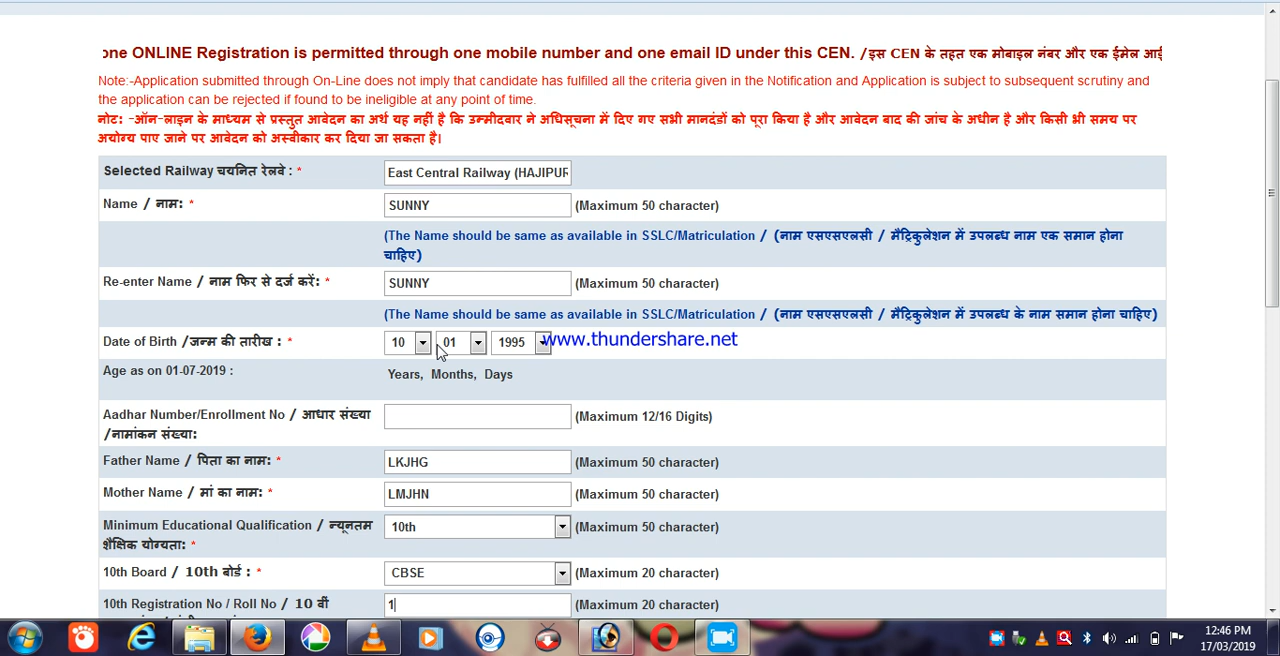 one ONLINE Registration is permitted through one mobile number and one email ID under this CEN. /इस CEN के तहत एक मोबाइल नंबर और एक ईमेल आई
Note:-Application submitted through On-Line does not imply that candidate has fulfilled all the criteria given in the Notification and Application is subject to subsequent scrutiny and
the application can be rejected if found to be ineligible at any point of time.
नोट: -ऑन-लाइन के माध्यम से प्रस्तुत आवेदन का अर्थ यह नहीं है कि उम्मीदवार ने अधिसूचना में दिए गए सभी मानदंडों को पूरा किया है और आवेदन बाद की जांच के अधीन है और किसी भी समय पर
अयोग्य पाए जाने पर आवेदन को अस्वीकार कर दिया जा सकता है।
Selected Railway चयनित रेलवे : * East Central Railway (HAJIPUR
Name / नाम: * SUNNY (Maximum 50 character)
(The Name should be same as available in SSLC/Matriculation / (नाम एसएसएलसी / मैट्रिकुलेशन में उपलब्ध नाम एक समान होना
चाहिए)
Re-enter Name / नाम फिर से दर्ज करें: * SUNNY (Maximum 50 character)
(The Name should be same as available in SSLC/Matriculation / (नाम एसएसएलसी / मैट्रिकुलेशन में उपलब्ध के नाम समान होना चाहिए)
Date of Birth /जन्म की तारीख : * 10 01 1995 www.thundershare.net
Age as on 01-07-2019 : Years, Months, Days
Aadhar Number/Enrollment No / आधार संख्या (Maximum 12/16 Digits)
/नामांकन संख्या:
Father Name / पिता का नाम: * LKJHG (Maximum 50 character)
Mother Name / मां का नाम: * LMJHN (Maximum 50 character)
Minimum Educational Qualification / न्यूनतम 10th (Maximum 50 character)
शैक्षिक योग्यता: *
10th Board / 10th बोर्ड : * CBSE (Maximum 20 character)
10th Registration No / Roll No / 10 वीं 1 (Maximum 20 character)
12:46 PM
17/03/2019